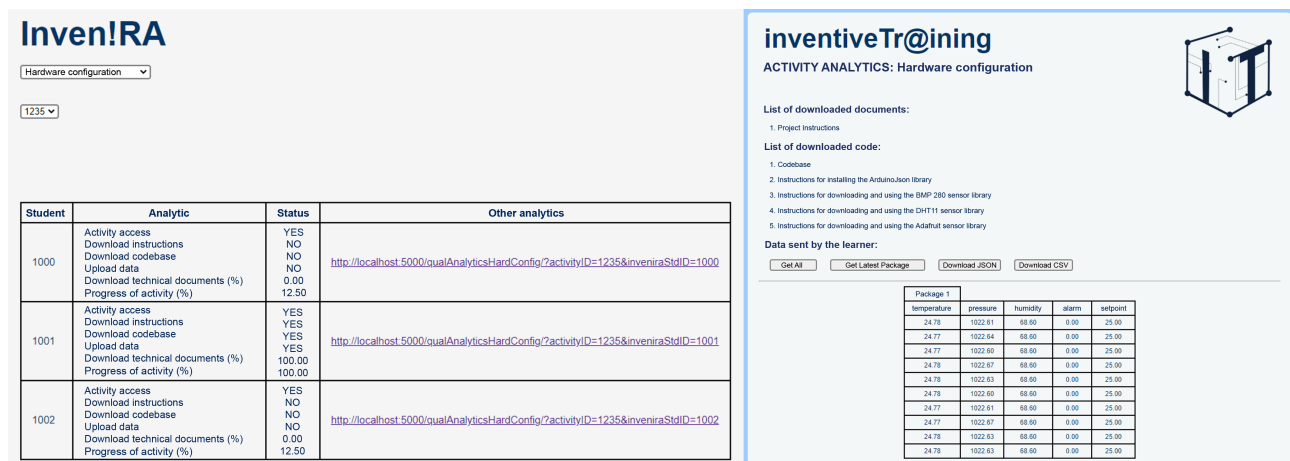 Inven!RA
Hardware configuration
1235
Student Analytic Status Other analytics
1000
Activity access YES
Download instructions NO
Download codebase NO
Upload data NO
Download technical documents (%) 0.00
Progress of activity (%) 12.50
http://localhost:5000/qualAnalyticsHardConfig/?activityID=1235&inveniraStdID=1000
1001
Activity access YES
Download instructions YES
Download codebase YES
Upload data YES
Download technical documents (%) 100.00
Progress of activity (%) 100.00
http://localhost:5000/qualAnalyticsHardConfig/?activityID=1235&inveniraStdID=1001
1002
Activity access YES
Download instructions NO
Download codebase NO
Upload data NO
Download technical documents (%) 0.00
Progress of activity (%) 12.50
http://localhost:5000/qualAnalyticsHardConfig/?activityID=1235&inveniraStdID=1002
inventiveTr@ining
ACTIVITY ANALYTICS: Hardware configuration
List of downloaded documents:
1. Project Instructions
List of downloaded code:
1. Codebase
2. Instructions for installing the ArduinoJson library
3. Instructions for downloading and using the BMP 280 sensor library
4. Instructions for downloading and using the DHT11 sensor library
5. Instructions for downloading and using the Adafruit sensor library
Data sent by the learner:
Get All Get Latest Package Download JSON Download CSV
Package 1
temperature pressure humidity alarm setpoint
24.78 1022.61 68.60 0.00 25.00
24.77 1022.64 68.60 0.00 25.00
24.77 1022.60 68.60 0.00 25.00
24.78 1022.67 68.60 0.00 25.00
24.78 1022.63 68.60 0.00 25.00
24.78 1022.60 68.60 0.00 25.00
24.77 1022.61 68.60 0.00 25.00
24.77 1022.67 68.60 0.00 25.00
24.78 1022.63 68.60 0.00 25.00
24.78 1022.63 68.60 0.00 25.00